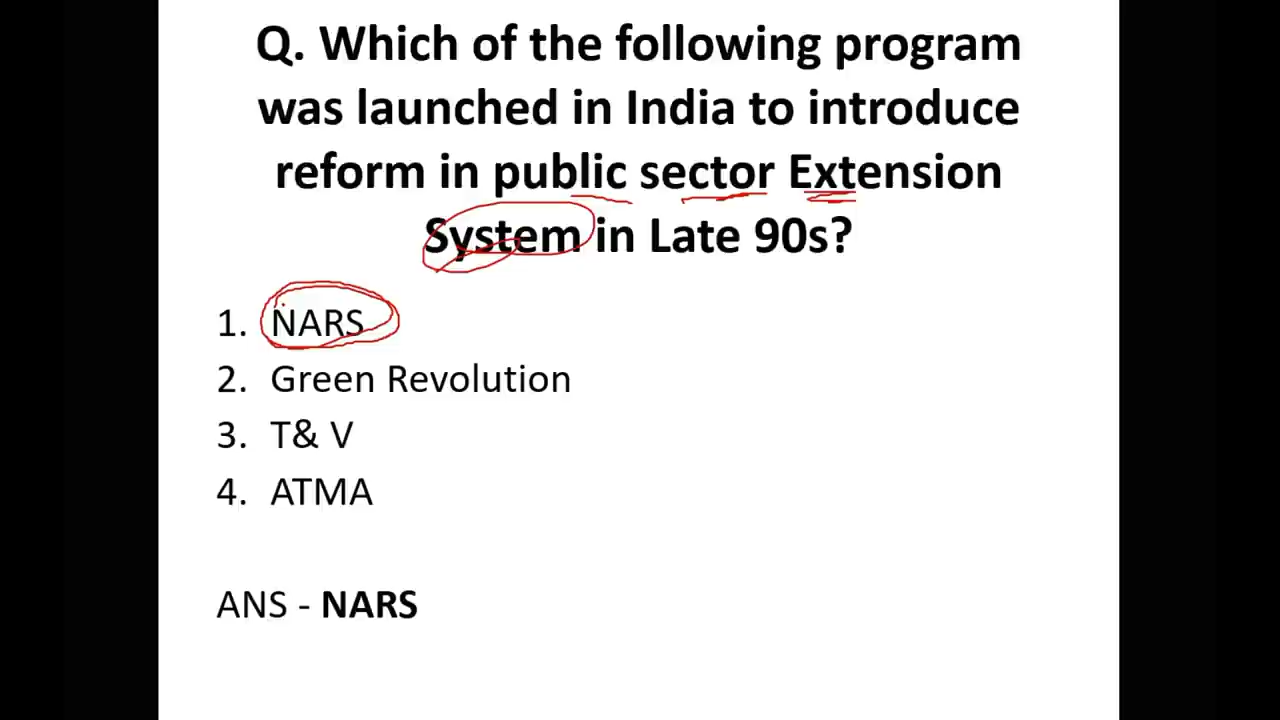 Q. Which of the following program
was launched in India to introduce
reform in public sector Extension
System in Late 90s?
1. NARS
2. Green Revolution
3. T& V
4. ATMA
ANS - NARS